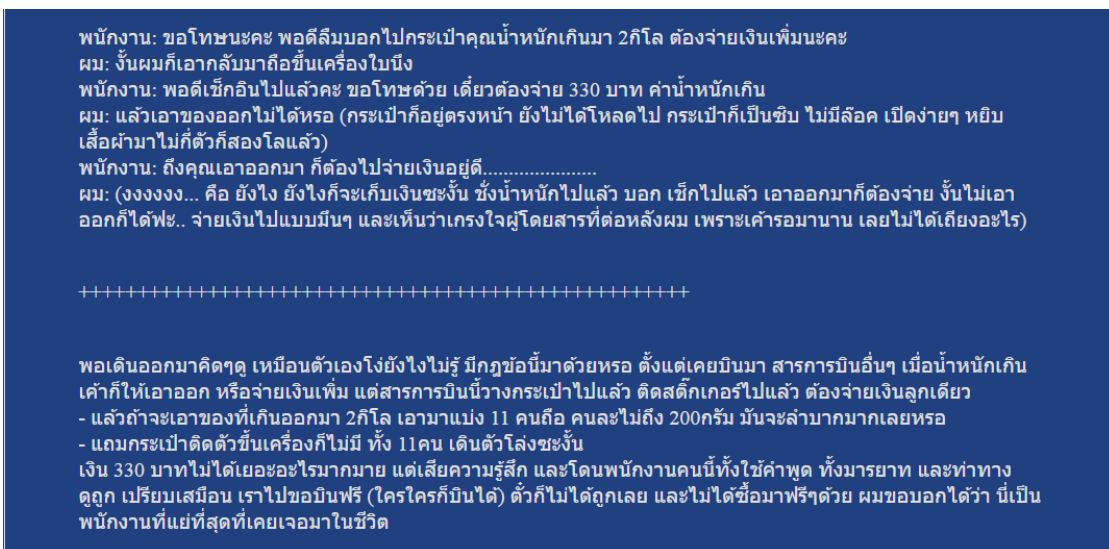 พนักงาน: ขอโทษนะคะ พอดีลืมบอกไปกระเป๋าคุณน้ำหนักเกินมา 2กิโล ต้องจ่ายเงินเพิ่มนะคะ
ผม: งั้นผมก็เอากลับมาถือขึ้นเครื่องใบนึง
พนักงาน: พอดีเช็กอินไปแล้วคะ ขอโทษด้วย เดี๋ยวต้องจ่าย 330 บาท ค่าน้ำหนักเกิน
ผม: แล้วเอาของออกไม่ได้หรอ (กระเป๋าก็อยู่ตรงหน้า ยังไม่ได้โหลดไป กระเป๋าก็เป็นซิบ ไม่มีล๊อค เปิดง่ายๆ หยิบ
เสื้อผ้ามาไม่กี่ตัวก็สองโลแล้ว)
พนักงาน: ถึงคุณเอาออกมา ก็ต้องไปจ่ายเงินอยู่ดี......................
ผม: (งงงงงง... คือ ยังไง ยังไงก็จะเก็บเงินซะงั้น ชั่งน้ำหนักไปแล้ว บอก เช็กไปแล้ว เอาออกมาก็ต้องจ่าย งั้นไม่เอา
ออกก็ได้ฟะ.. จ่ายเงินไปแบบมึนๆ และเห็นว่าเกรงใจผู้โดยสารที่ต่อหลังผม เพราะเค้ารอมานาน เลยไม่ได้เถียงอะไร)
++++++++++++++++++++++++++++++++++++++++++++++++++++
พอเดินออกมาคิดๆดู เหมือนตัวเองโง่ยังไงไม่รู้ มีกฎข้อนี้มาด้วยหรอ ตั้งแต่เคยบินมา สารการบินอื่นๆ เมื่อน้ำหนักเกิน
เค้าก็ให้เอาออก หรือจ่ายเงินเพิ่ม แต่สารการบินนี้วางกระเป๋าไปแล้ว ติดสติ๊กเกอร์ไปแล้ว ต้องจ่ายเงินลูกเดียว
- แล้วถ้าจะเอาของที่เกินออกมา 2กิโล เอามาแบ่ง 11 คนถือ คนละไม่ถึง 200กรัม มันจะลำบากมากเลยหรอ
- แถมกระเป๋าติดตัวขึ้นเครื่องก็ไม่มี ทั้ง 11คน เดินตัวโล่งซะงั้น
เงิน 330 บาทไม่ได้เยอะอะไรมากมาย แต่เสียความรู้สึก และโดนพนักงานคนนี้ทั้งใช้คำพูด ทั้งมารยาท และท่าทาง
ดูถูก เปรียบเสมือน เราไปขอบินฟรี (ใครใครก็บินได้) ตั๋วก็ไม่ได้ถูกเลย และไม่ได้ซื้อมาฟรีๆด้วย ผมขอบอกได้ว่า นี่เป็น
พนักงานที่แย่ที่สุดที่เคยเจอมาในชีวิต